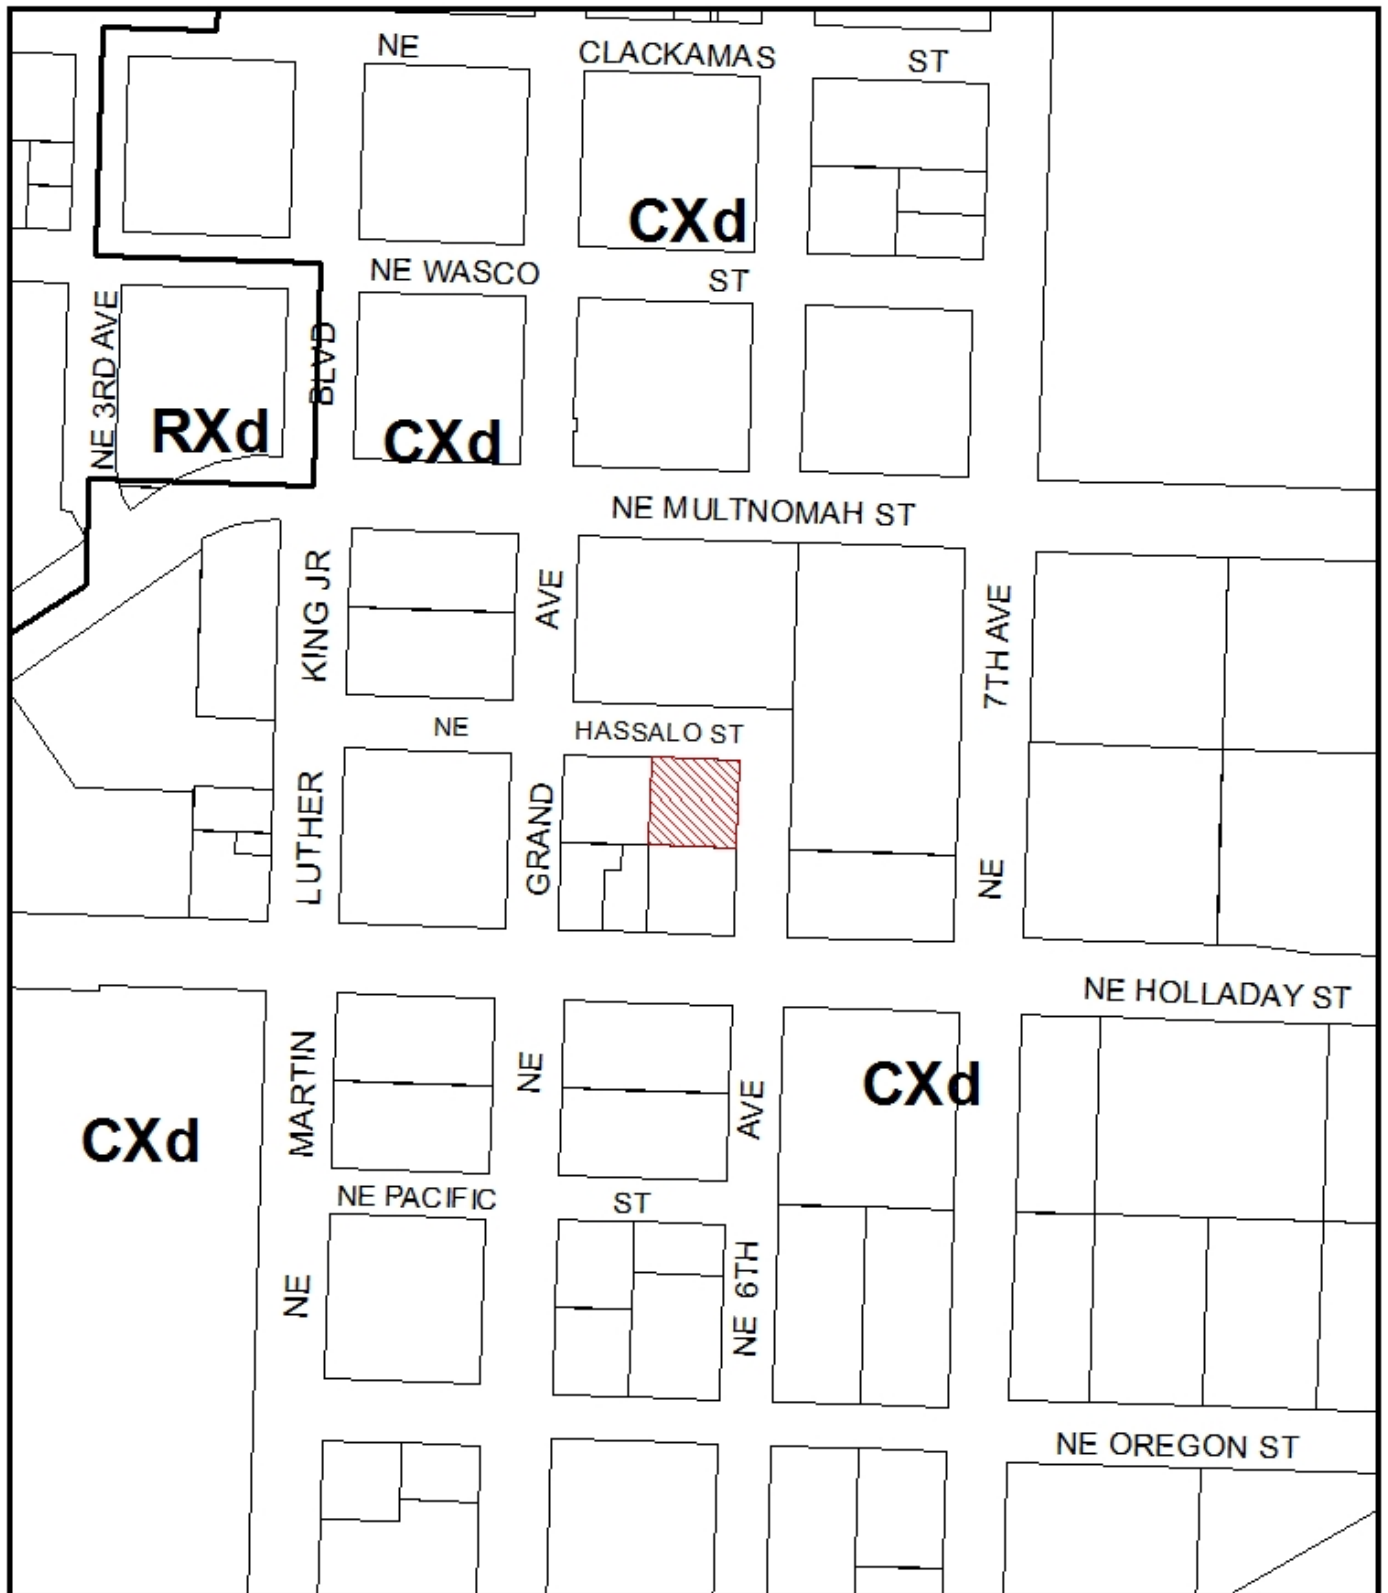 NE CLACKAMAS ST
CXd
NE WASCO ST
NE 3RD AVE
BLVD
RXd
CXd
NE MULTNOMAH ST
KING JR
AVE
7TH AVE
NE HASSALO ST
LUTHER
GRAND
NE
NE HOLLADAY ST
MARTIN
NE
AVE
CXd
CXd
NE PACIFIC ST
NE
NE 6TH
NE OREGON ST